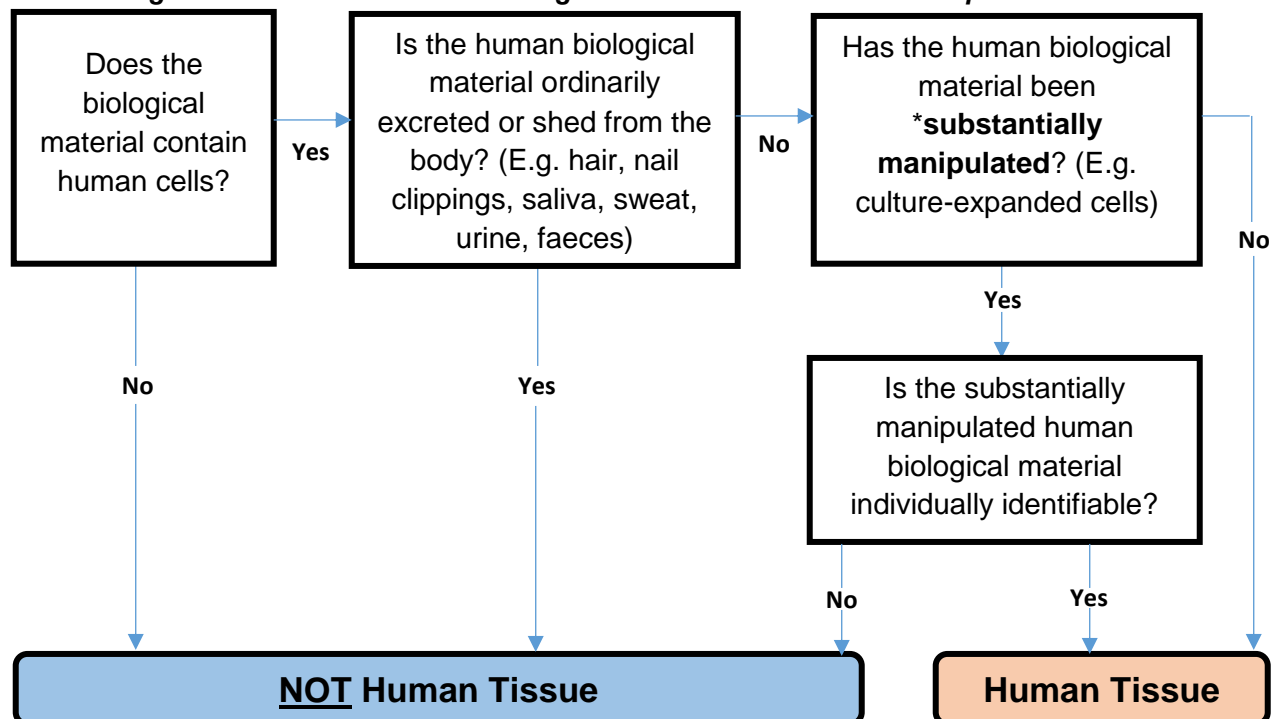 Does the
biological
material contain
human cells?
Yes
Is the human biological
material ordinarily
excreted or shed from the
body? (E.g. hair, nail
clippings, saliva, sweat,
urine, faeces)
No
Has the human biological
material been
*substantially
manipulated? (E.g.
culture-expanded cells)
No
Yes
No
Yes
Is the substantially
manipulated human
biological material
individually identifiable?
No
Yes
NOT Human Tissue
Human Tissue